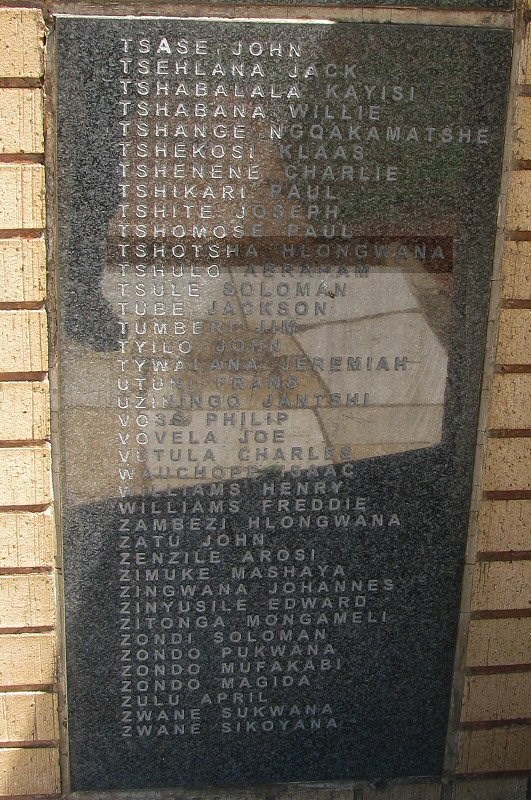 TSASE JOHN
TSEHLANA JACK
TSHABALALA KAYISI
TSHABANA WILLIE
TSHANGE NGQAKAMATSHE
TSHEKOSI KLAAS
TSHENENE CHARLIE
TSHIKARI PAUL
TSHITE JOSEPH
TSHOMOSE PAUL
TSHOTSHA HLONGWANA
TSHULO ABRAHAM
TSULE SOLOMAN
TUBE JACKSON
TUMBERI JIM
TYILO JOHN
TYWALANA JEREMIAH
UTUNI FRANS
JANTSHI
VOSS PHILIP
VOVELA JOE
VETULA CHARLES
WAUCHOPE ISAAC
WILLIAMS HENRY
WILLIAMS FREDDIE
ZAMBEZI HLONGWANA
ZATU JOHN
ZENZILE AROSI
ZIMUKE MASHAYA
ZINGWANA JOHANNES
ZINYUSILE EDWARD
ZITONGA MONGAMELI
ZONDI SOLOMAN
ZONDO PUKWANA
ZONDO MUFAKABI
ZONDO MAGIDA
ZULU APRIL
ZWANE SUKWANA
ZWANE SIKOYANA